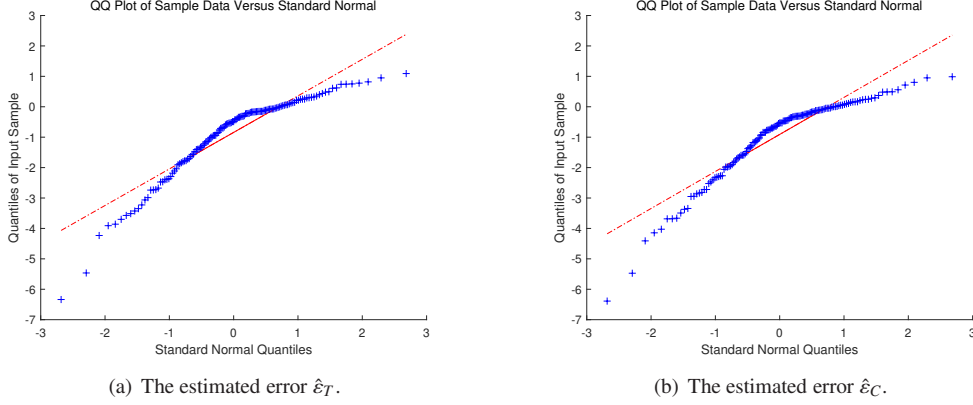 QQ Plot of Sample Data Versus Standard Normal
3
2
1
0
-1
-2
-3
-4
-5
-6
-7
Quantiles of Input Sample
-3 -2 -1 0 1 2 3
Standard Normal Quantiles
(a) The estimated error ε̂_T.
QQ Plot of Sample Data Versus Standard Normal
3
2
1
0
-1
-2
-3
-4
-5
-6
-7
Quantiles of Input Sample
-3 -2 -1 0 1 2 3
Standard Normal Quantiles
(b) The estimated error ε̂_C.